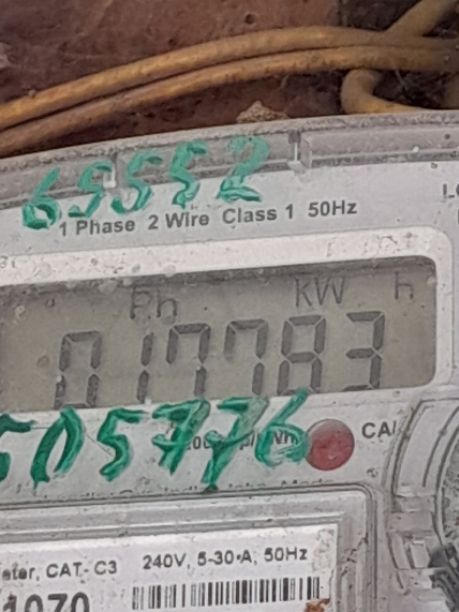 65552
1 Phase 2 Wire Class 1 50Hz
Ph KW h
017783
505776
CAL
eter, CAT- C3 240V, 5-30-A, 50Hz
1070